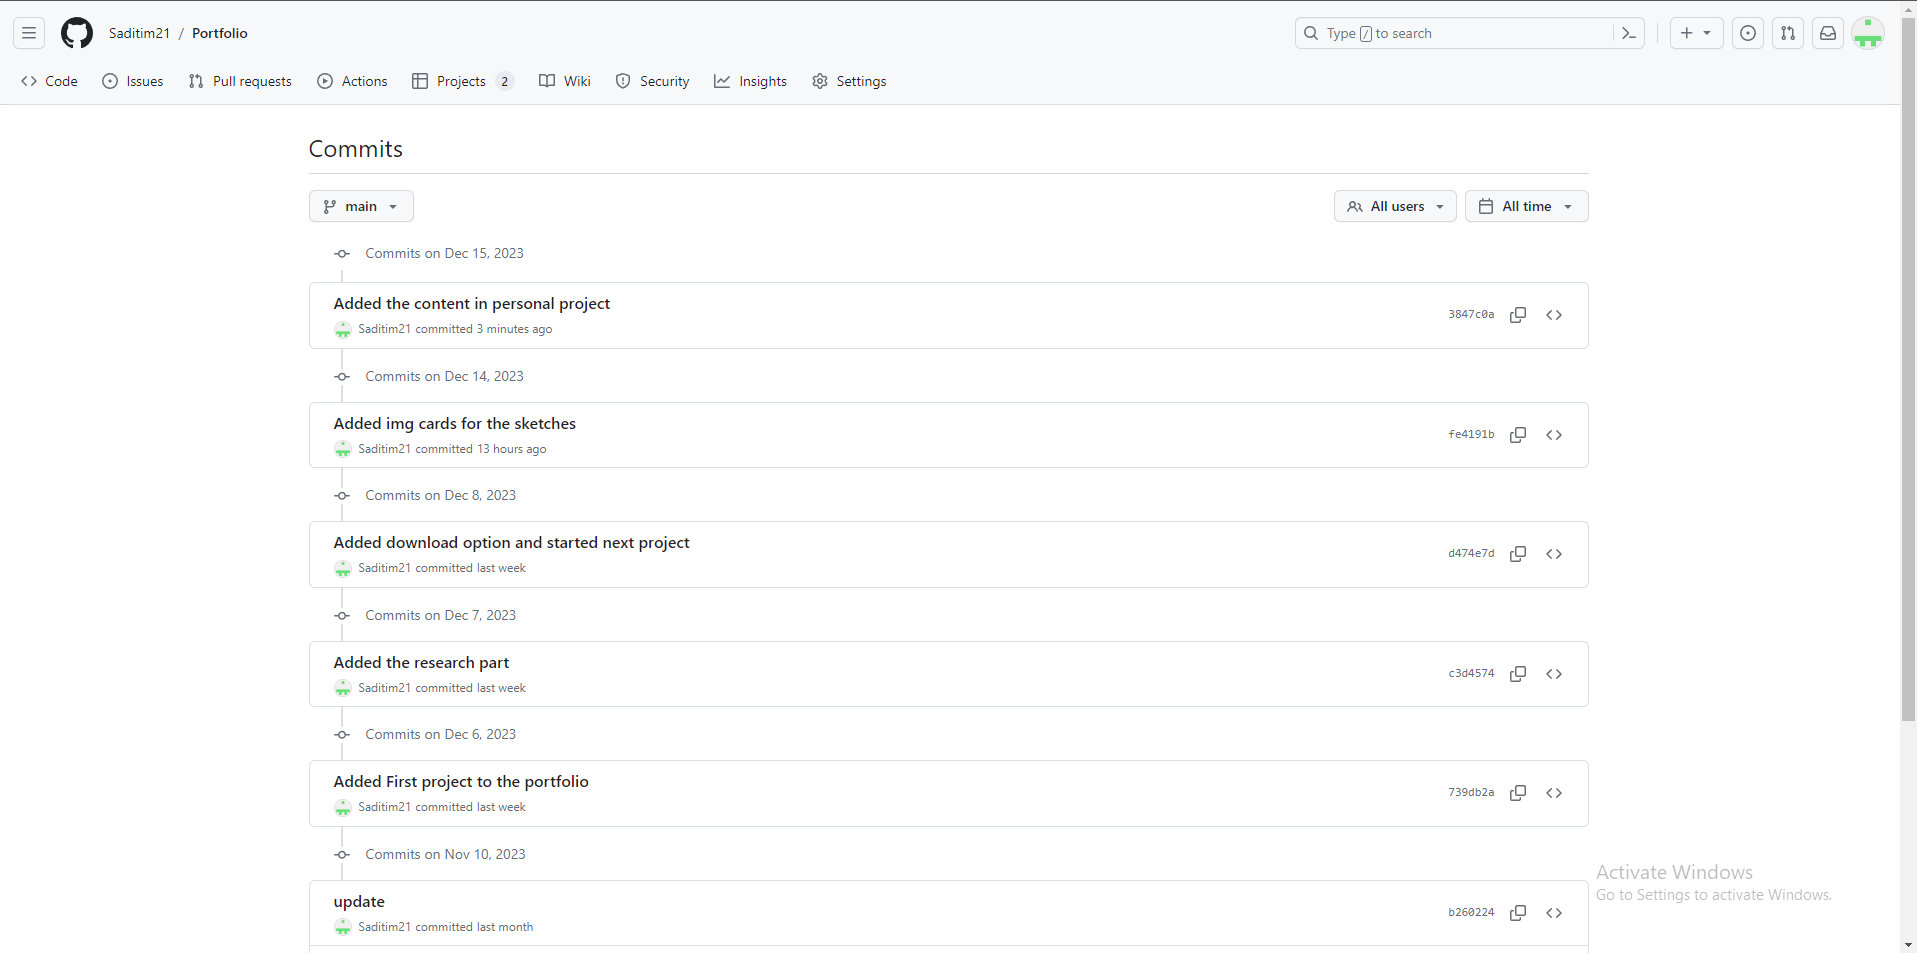 Saditim21 / Portfolio
Type / to search
Code Issues Pull requests Actions Projects 2 Wiki Security Insights Settings
Commits
main
All users All time
Commits on Dec 15, 2023
Added the content in personal project
Saditim21 committed 3 minutes ago
3847c0a
Commits on Dec 14, 2023
Added img cards for the sketches
Saditim21 committed 13 hours ago
fe4191b
Commits on Dec 8, 2023
Added download option and started next project
Saditim21 committed last week
d474e7d
Commits on Dec 7, 2023
Added the research part
Saditim21 committed last week
c3d4574
Commits on Dec 6, 2023
Added First project to the portfolio
Saditim21 committed last week
739db2a
Commits on Nov 10, 2023
update
Saditim21 committed last month
b260224
Activate Windows
Go to Settings to activate Windows.